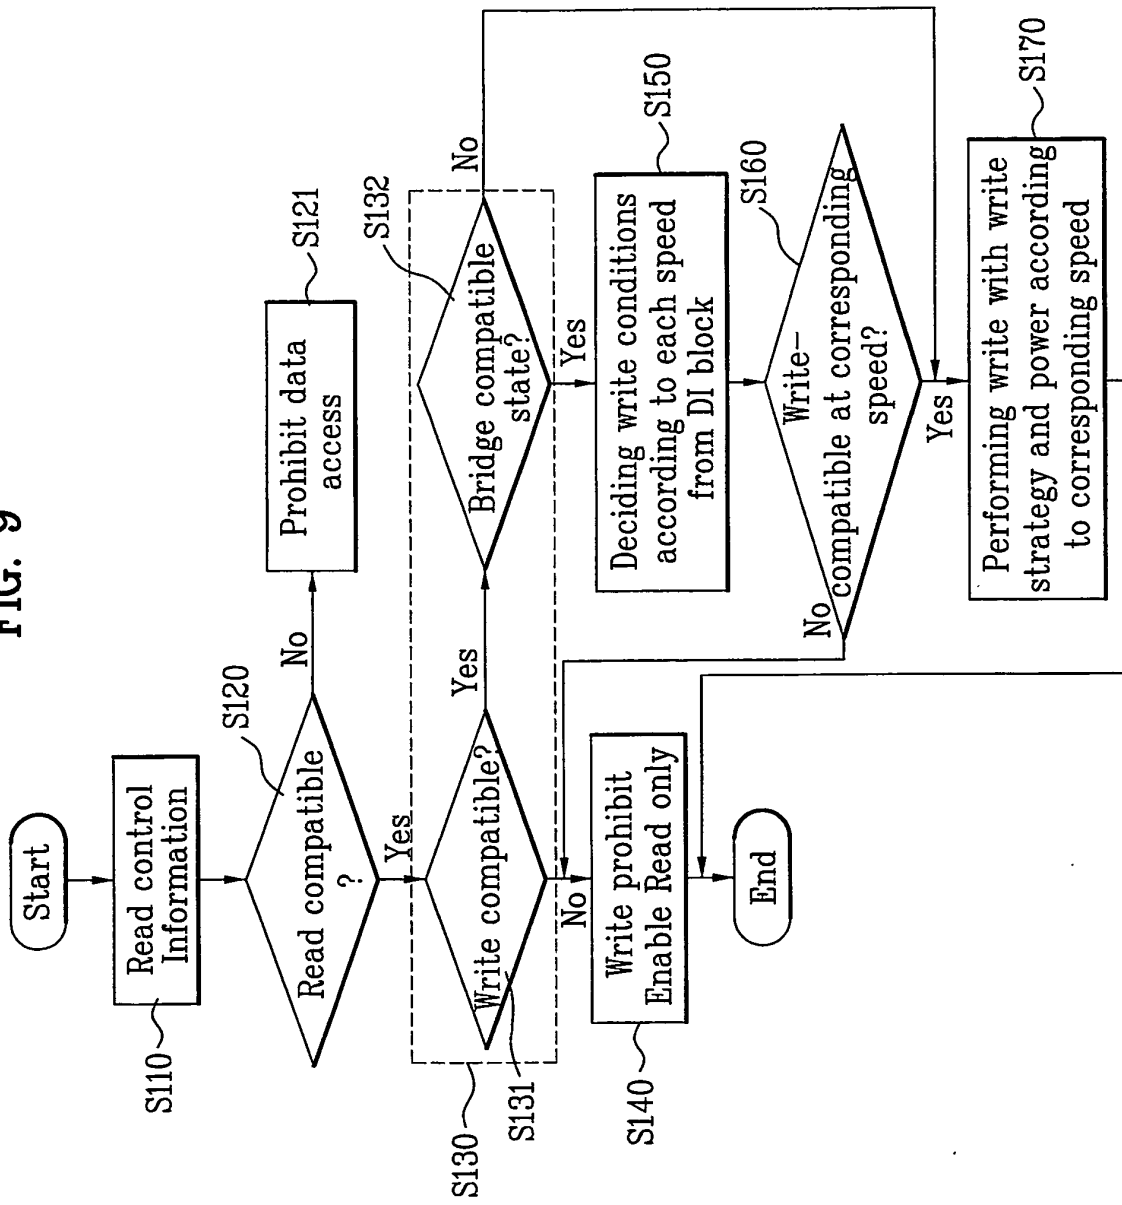 FIG. 9
Start
Read control
Information
S110
Read compatible
?
S120
No
Prohibit data
access
S121
Yes
S130
Write compatible?
S131
Yes
Bridge compatible
state?
S132
No
No
Write prohibit
Enable Read only
S140
End
Yes
Deciding write conditions
according to each speed
from DI block
S150
Write-
compatible at corresponding
speed?
S160
No
Yes
Performing write with write
strategy and power according
to corresponding speed
S170